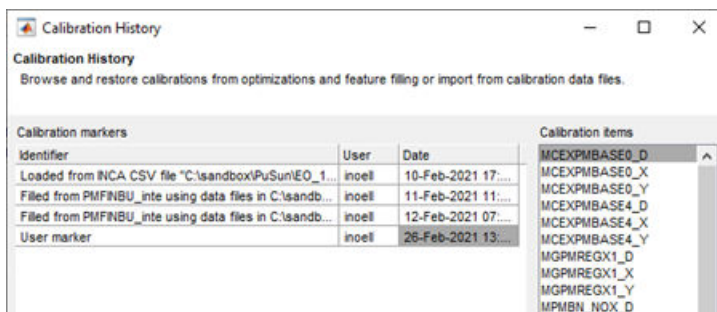 Calibration History
Calibration History
Browse and restore calibrations from optimizations and feature filling or import from calibration data files.
Calibration markers
Identifier User Date
Loaded from INCA CSV file "C:\sandbox\PuSun\EO_1... inoell 10-Feb-2021 17:...
Filled from PMFINBU_inte using data files in C:\sandb... inoell 11-Feb-2021 11:...
Filled from PMFINBU_inte using data files in C:\sandb... inoell 12-Feb-2021 07:...
User marker inoell 26-Feb-2021 13:...
Calibration items
MCEXPMBASE0_D
MCEXPMBASE0_X
MCEXPMBASE0_Y
MCEXPMBASE4_D
MCEXPMBASE4_X
MCEXPMBASE4_Y
MGPMREGX1_D
MGPMREGX1_X
MGPMREGX1_Y
MPMBN_NOX_D